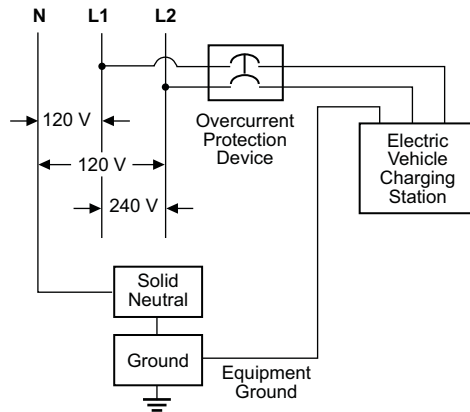 N L1 L2
120 V
120 V
240 V
Overcurrent
Protection
Device
Electric
Vehicle
Charging
Station
Solid
Neutral
Ground
Equipment
Ground